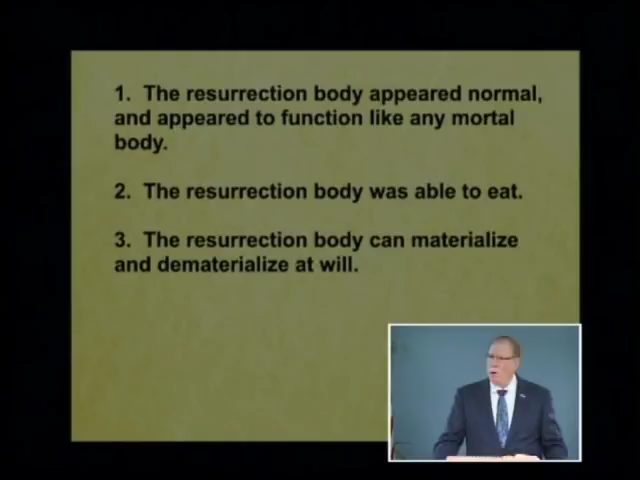 1.  The resurrection body appeared normal,
and appeared to function like any mortal
body.
2.  The resurrection body was able to eat.
3.  The resurrection body can materialize
and dematerialize at will.